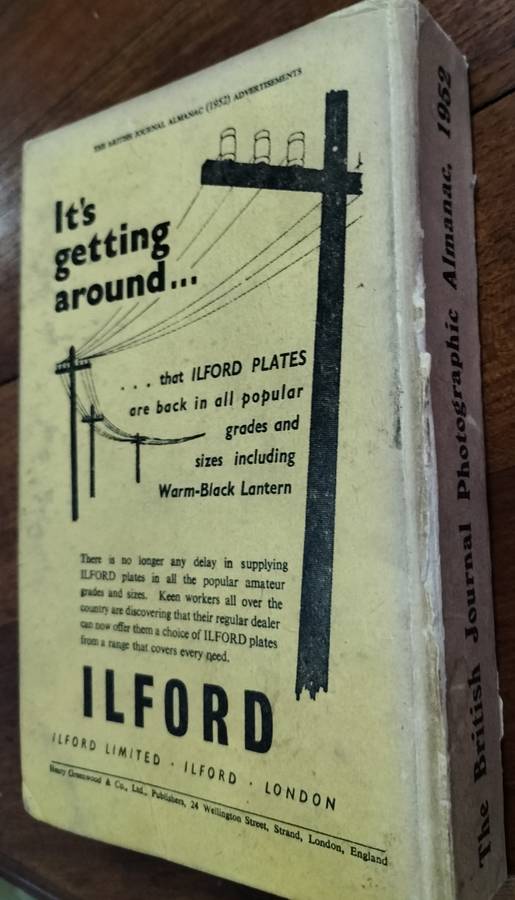 THE BRITISH JOURNAL ALMANAC (1952) ADVERTISEMENTS
It's
getting
around...
. . . that ILFORD PLATES
are back in all popular
grades and
sizes including
Warm-Black Lantern
There is no longer any delay in supplying
ILFORD plates in all the popular amateur
grades and sizes. Keen workers all over the
country are discovering that their regular dealer
can now offer them a choice of ILFORD plates
from a range that covers every need.
ILFORD
ILFORD LIMITED · ILFORD · LONDON
Henry Greenwood & Co., Ltd., Publishers, 24 Wellington Street, Strand, London, England
The British Journal Photographic Almanac. 1952